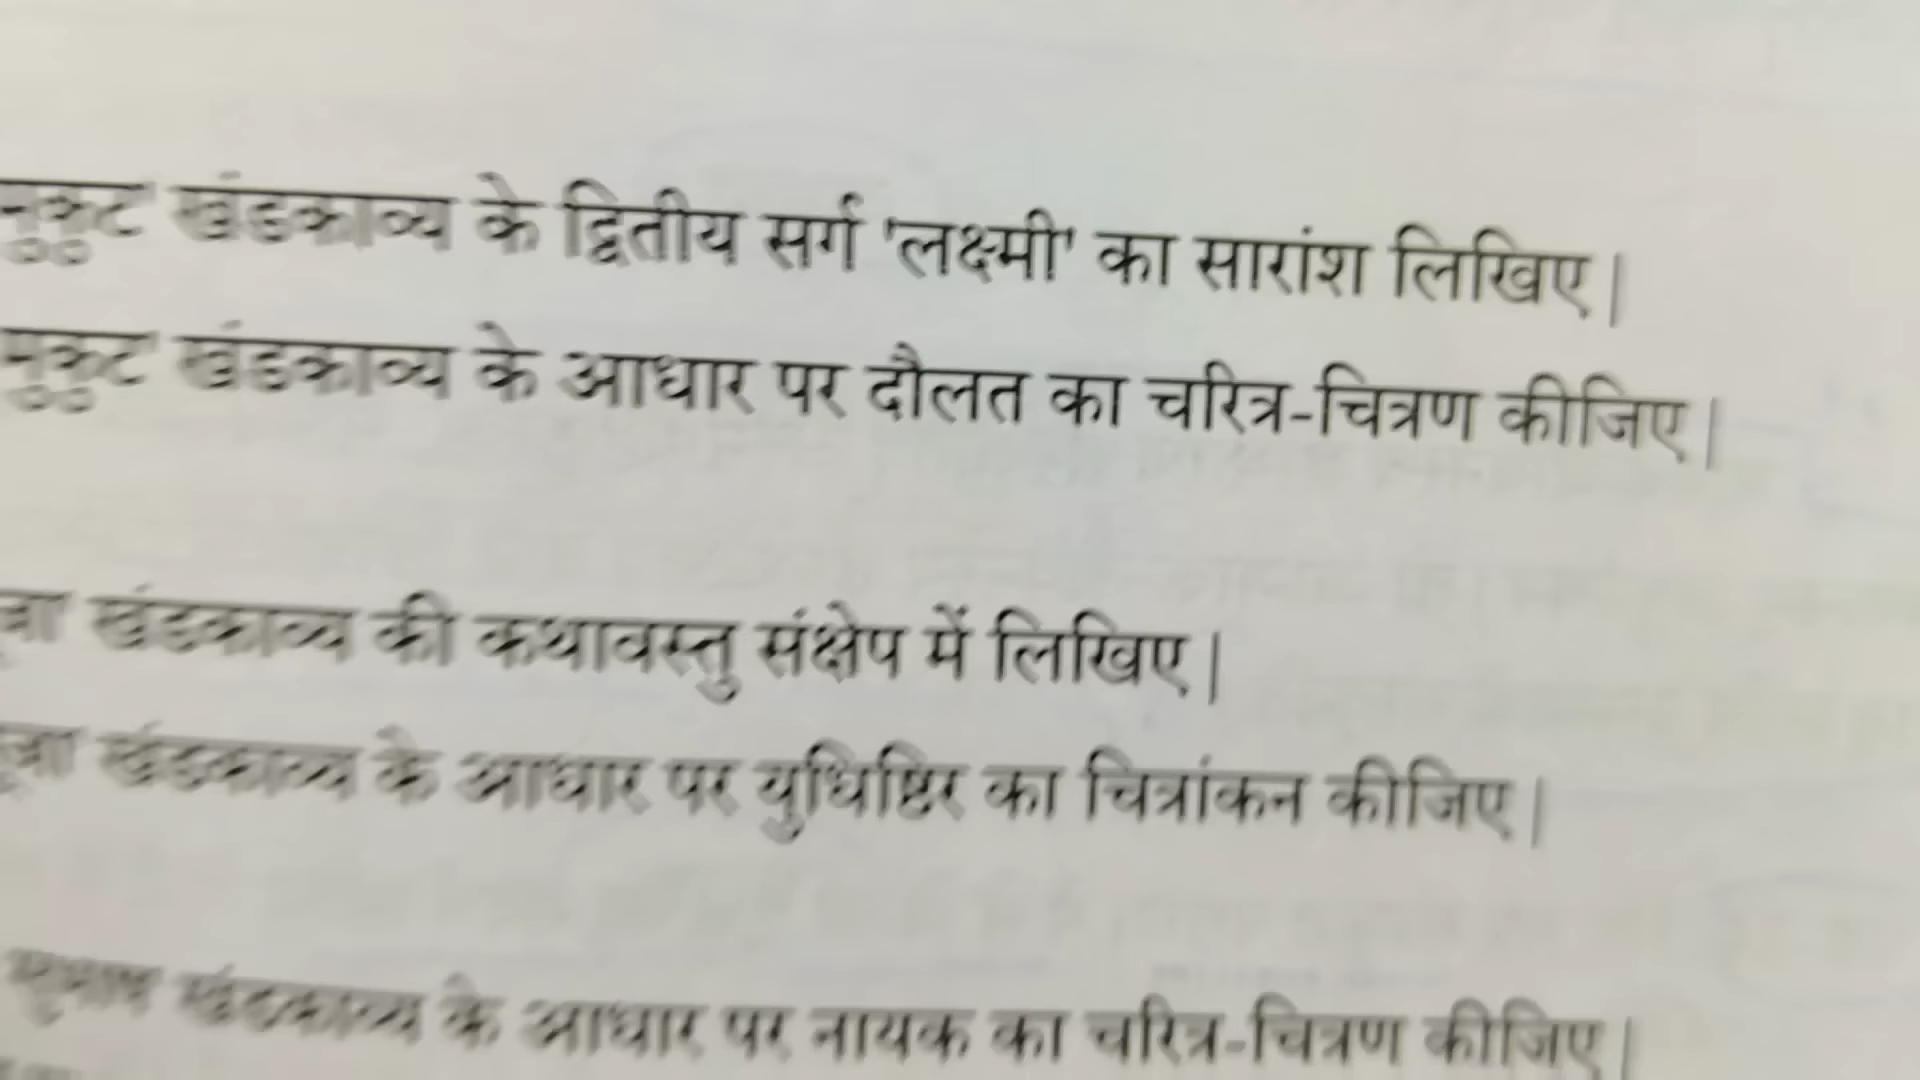 मुकुट खंडकाव्य के द्वितीय सर्ग 'लक्ष्मी' का सारांश लिखिए।
मुकुट खंडकाव्य के आधार पर दौलत का चरित्र-चित्रण कीजिए।
खंडकाव्य की कथावस्तु संक्षेप में लिखिए।
खंडकाव्य के आधार पर युधिष्ठिर का चित्रांकन कीजिए।
खंडकाव्य के आधार पर नायक का चरित्र-चित्रण कीजिए।